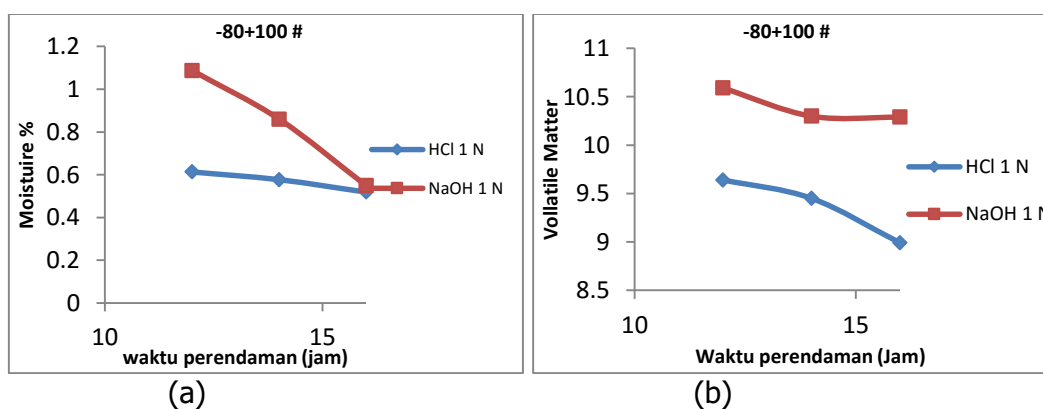 -80+100 #
Moistuire %
1.2
1
0.8
0.6
0.4
0.2
0
10
15
waktu perendaman (jam)
HCl 1 N
NaOH 1 N
(a)
-80+100 #
Vollatile Matter
11
10.5
10
9.5
9
8.5
10
15
Waktu perendaman (Jam)
HCl 1 N
NaOH 1 N
(b)